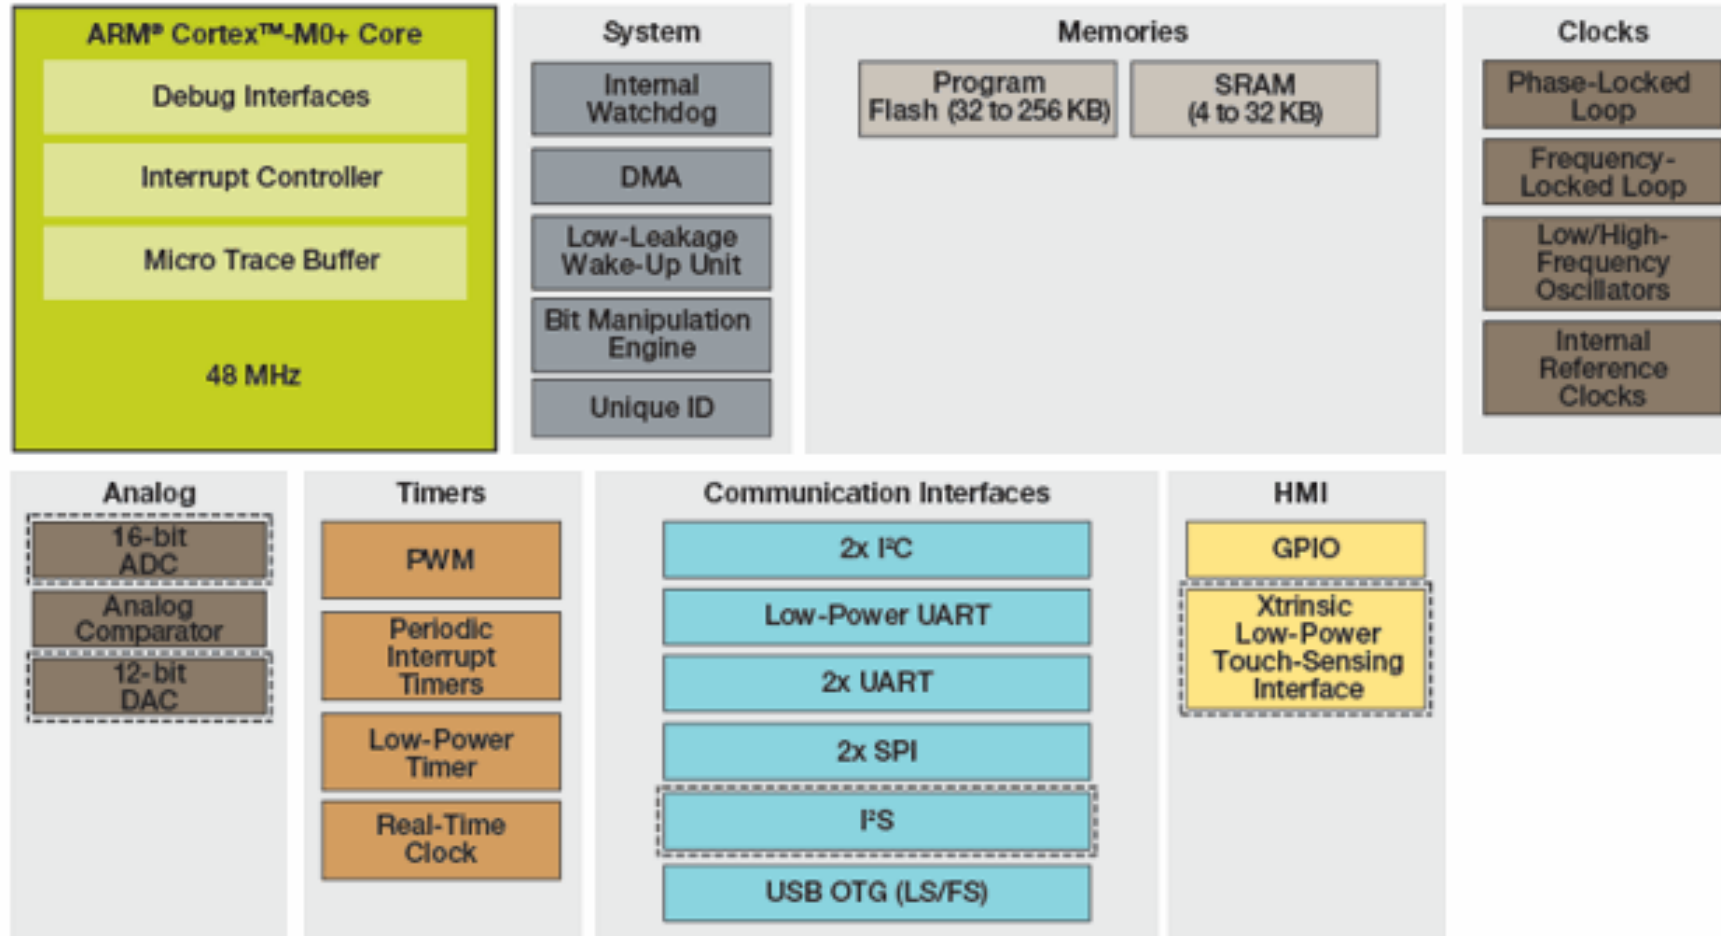 ARM® Cortex™-M0+ Core
Debug Interfaces
Interrupt Controller
Micro Trace Buffer
48 MHz
System
Internal
Watchdog
DMA
Low-Leakage
Wake-Up Unit
Bit Manipulation
Engine
Unique ID
Memories
Program
Flash (32 to 256 KB)
SRAM
(4 to 32 KB)
Clocks
Phase-Locked
Loop
Frequency-
Locked Loop
Low/High-
Frequency
Oscillators
Internal
Reference
Clocks
Analog
16-bit
ADC
Analog
Comparator
12-bit
DAC
Timers
PWM
Periodic
Interrupt
Timers
Low-Power
Timer
Real-Time
Clock
Communication Interfaces
2x I²C
Low-Power UART
2x UART
2x SPI
I²S
USB OTG (LS/FS)
HMI
GPIO
Xtrinsic
Low-Power
Touch-Sensing
Interface